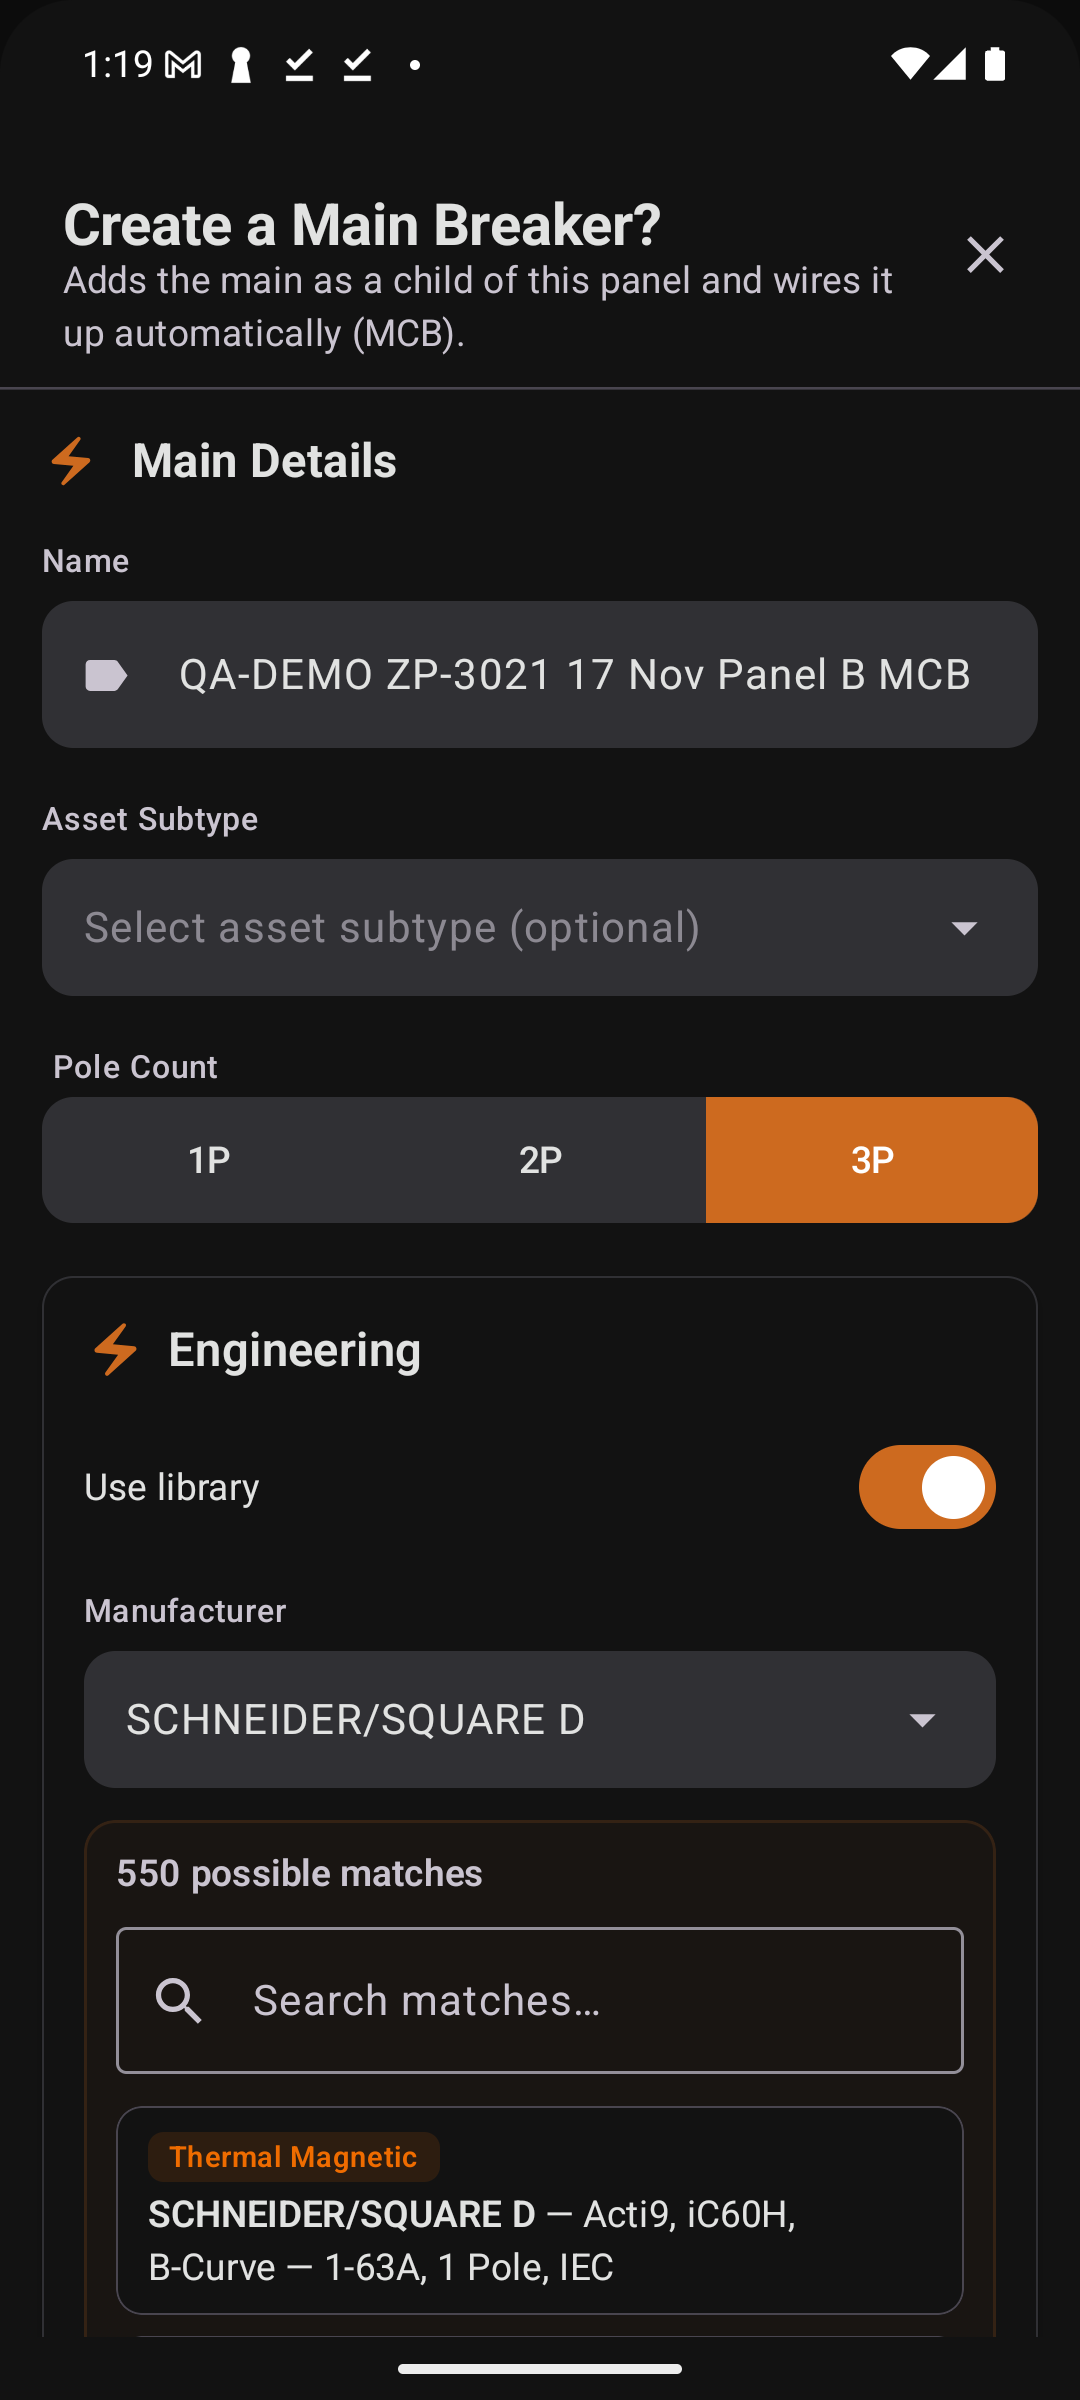 1:19
Create a Main Breaker?
Adds the main as a child of this panel and wires it
up automatically (MCB).
Main Details
Name
QA-DEMO ZP-3021 17 Nov Panel B MCB
Asset Subtype
Select asset subtype (optional)
Pole Count
1P 2P 3P
Engineering
Use library
Manufacturer
SCHNEIDER/SQUARE D
550 possible matches
Search matches…
Thermal Magnetic
SCHNEIDER/SQUARE D — Acti9, iC60H,
B-Curve — 1-63A, 1 Pole, IEC